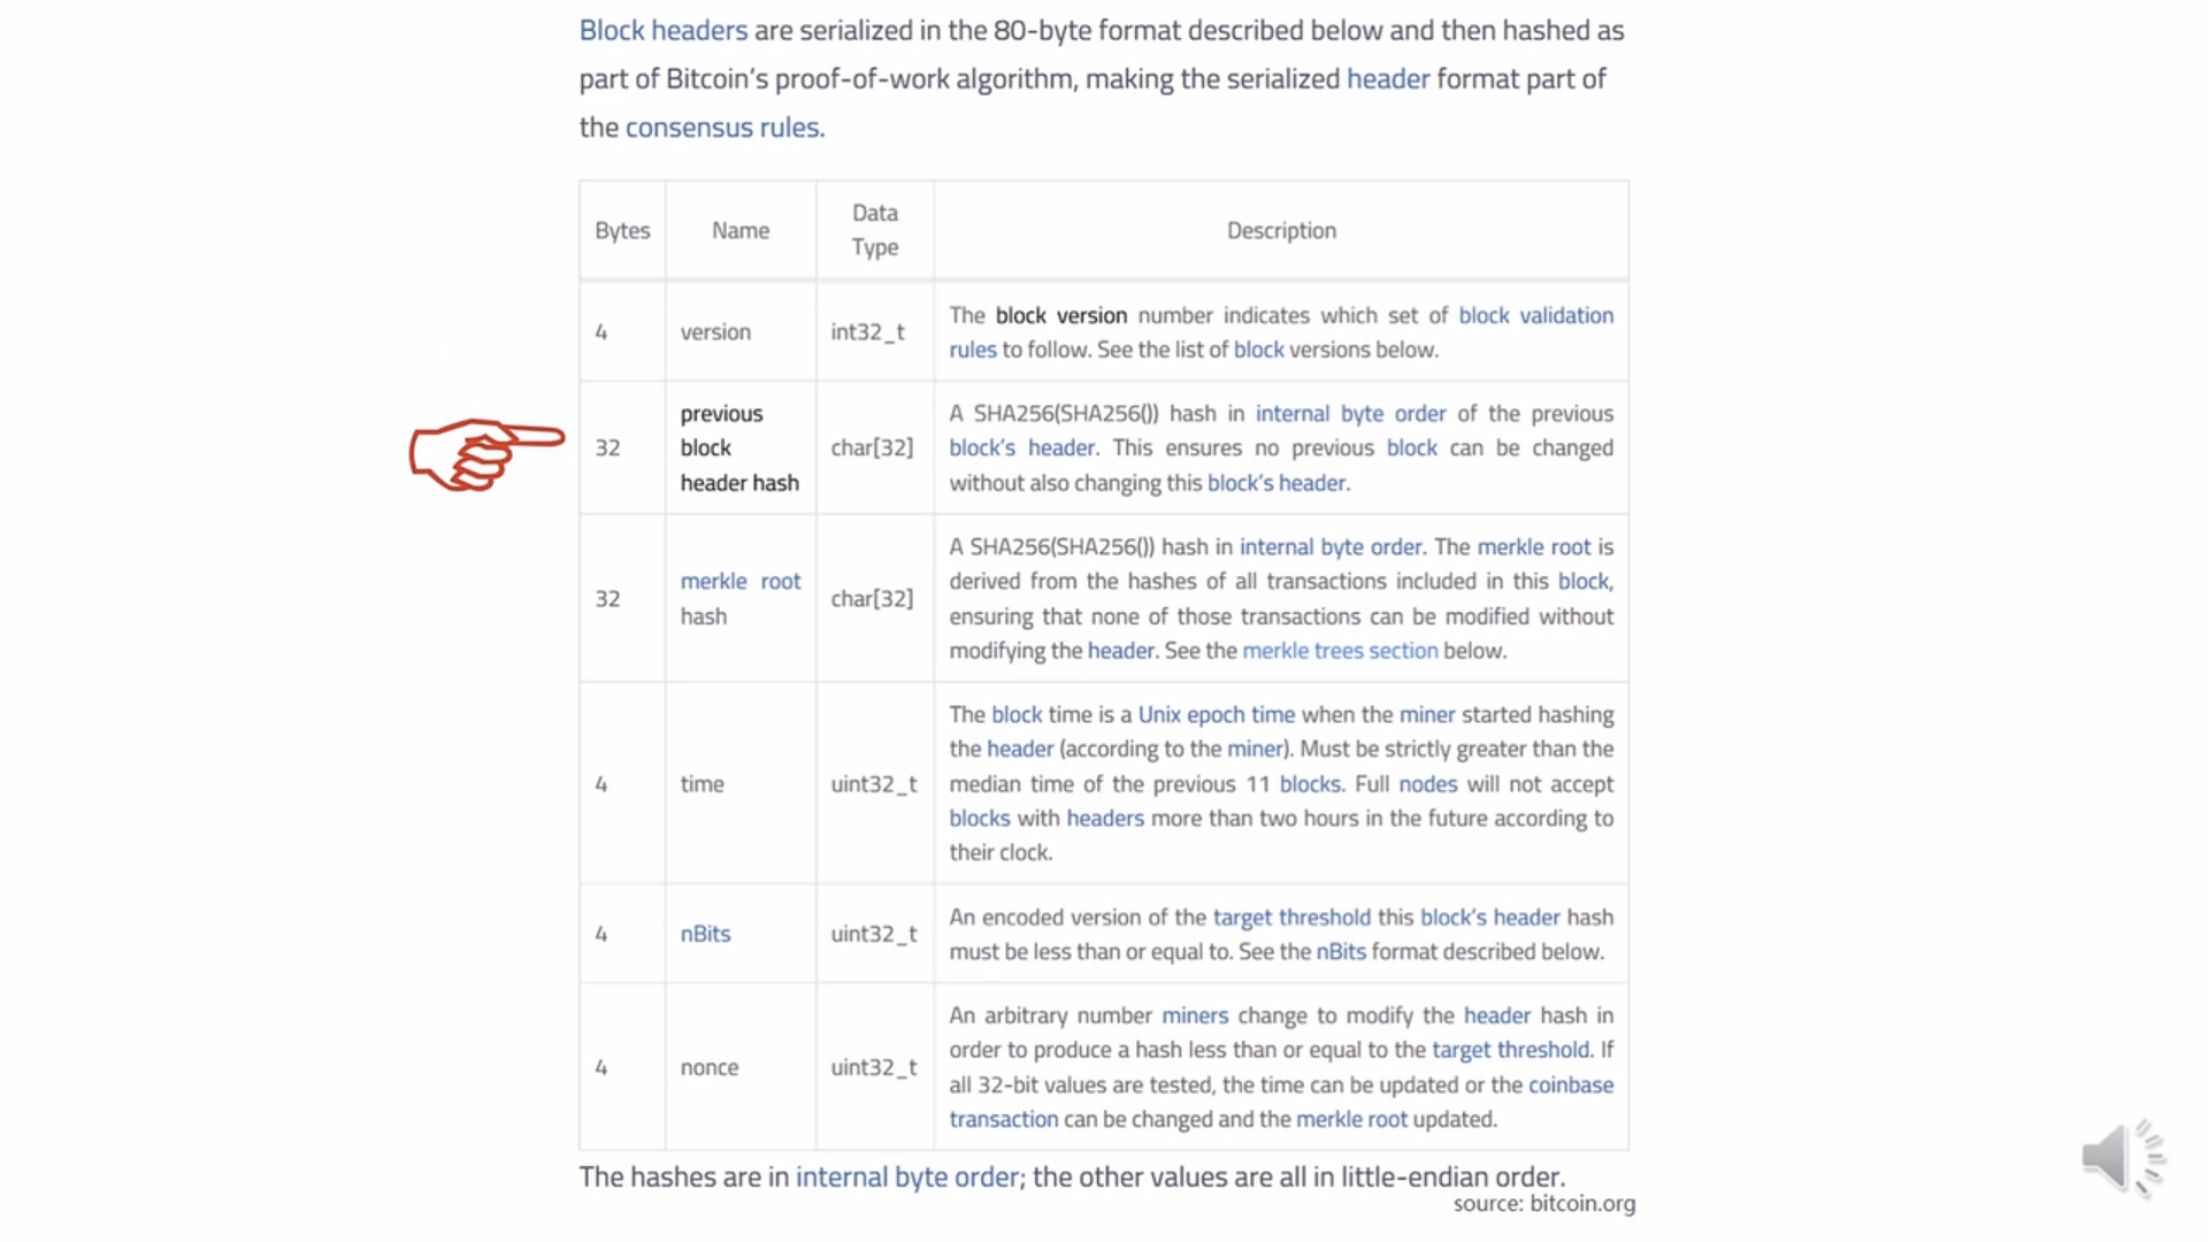 Block headers are serialized in the 80-byte format described below and then hashed as
part of Bitcoin's proof-of-work algorithm, making the serialized header format part of
the consensus rules.
Bytes Name Data Type Description
4 version int32_t The block version number indicates which set of block validation
rules to follow. See the list of block versions below.
32 previous block header hash char[32] A SHA256(SHA256()) hash in internal byte order of the previous
block's header. This ensures no previous block can be changed
without also changing this block's header.
32 merkle root hash char[32] A SHA256(SHA256()) hash in internal byte order. The merkle root is
derived from the hashes of all transactions included in this block,
ensuring that none of those transactions can be modified without
modifying the header. See the merkle trees section below.
4 time uint32_t The block time is a Unix epoch time when the miner started hashing
the header (according to the miner). Must be strictly greater than the
median time of the previous 11 blocks. Full nodes will not accept
blocks with headers more than two hours in the future according to
their clock.
4 nBits uint32_t An encoded version of the target threshold this block's header hash
must be less than or equal to. See the nBits format described below.
4 nonce uint32_t An arbitrary number miners change to modify the header hash in
order to produce a hash less than or equal to the target threshold. If
all 32-bit values are tested, the time can be updated or the coinbase
transaction can be changed and the merkle root updated.
The hashes are in internal byte order; the other values are all in little-endian order.
source: bitcoin.org